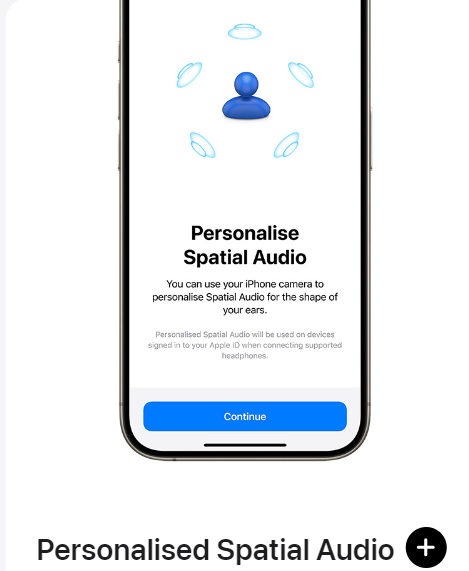 Personalise
Spatial Audio
You can use your iPhone camera to
personalise Spatial Audio for the shape of
your ears.
Personalised Spatial Audio will be used on devices
signed in to your Apple ID when connecting supported
headphones.
Continue
Personalised Spatial Audio